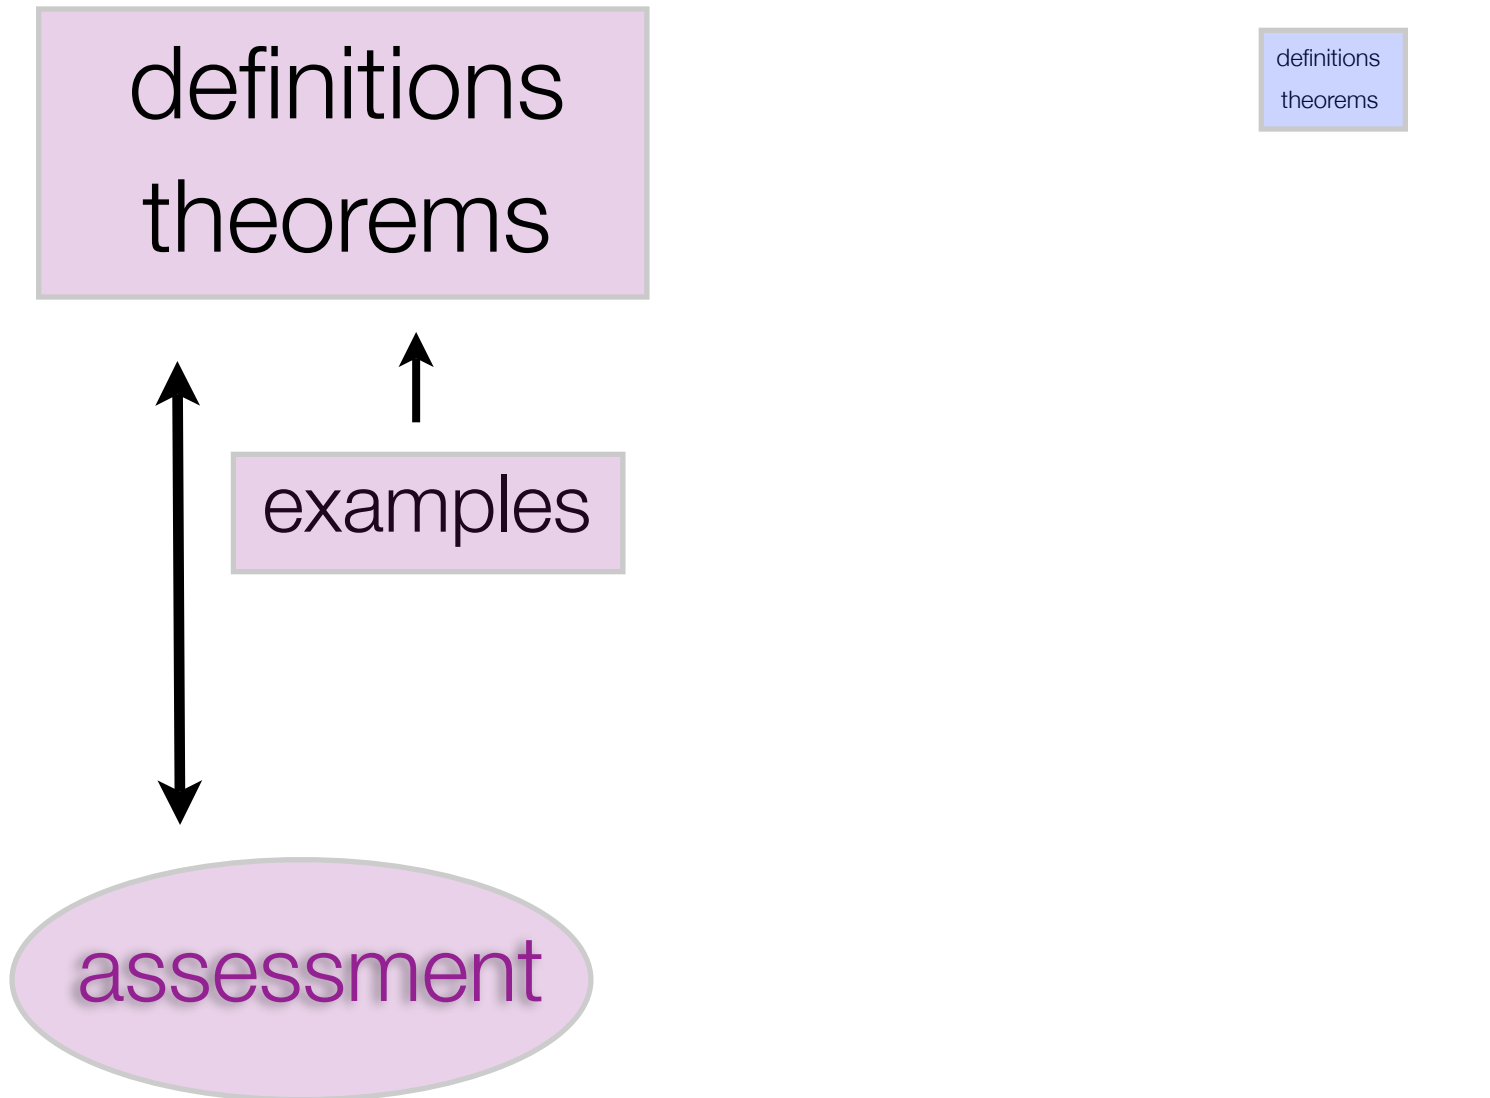 definitions
theorems
examples
assessment
definitions
theorems